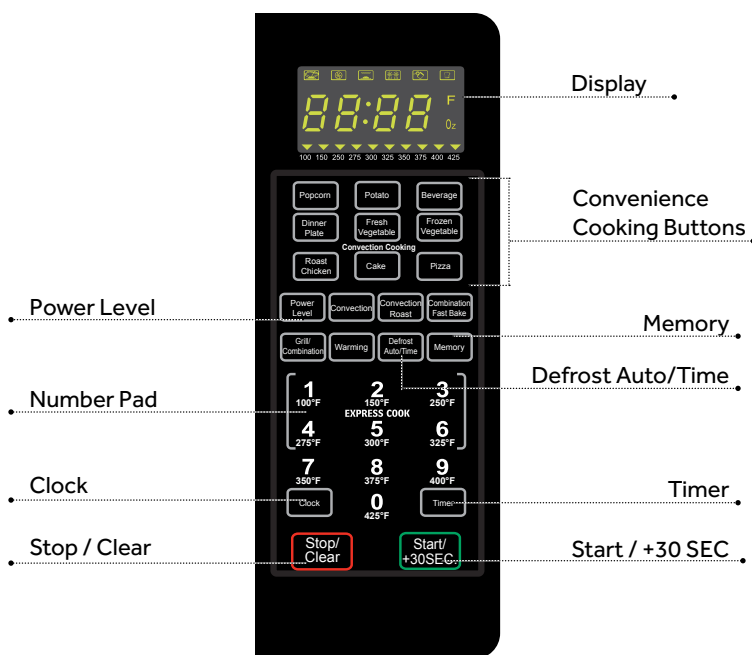 88:88 F
Oz
100 150 250 275 300 325 350 375 400 425
Display
Popcorn Potato Beverage
Dinner Plate Fresh Vegetable Frozen Vegetable
Convection Cooking
Roast Chicken Cake Pizza
Convenience
Cooking Buttons
Power Level Convection Convection Roast Combination Fast Bake
Power Level
Grill/ Combination Warming Defrost Auto/Time Memory
Memory
Defrost Auto/Time
1 2 3
100°F 150°F 250°F
EXPRESS COOK
Number Pad
4 5 6
275°F 300°F 325°F
7 8 9
350°F 375°F 400°F
Clock 0 Timer
425°F
Clock
Timer
Stop/ Clear Start/ +30SEC.
Stop / Clear
Start / +30 SEC